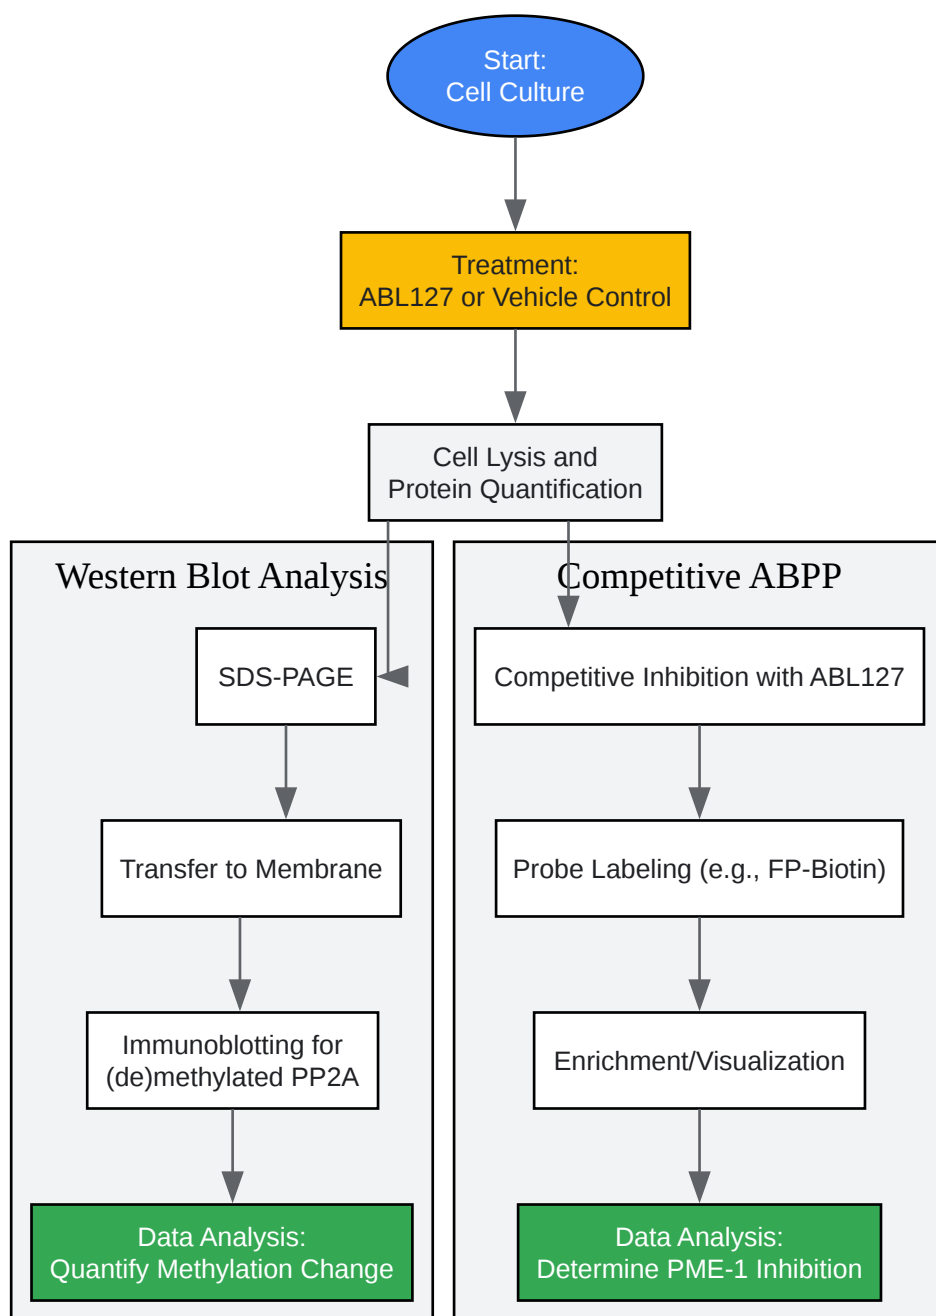 Start:
Cell Culture
Treatment:
ABL127 or Vehicle Control
Cell Lysis and
Protein Quantification
Western Blot Analysis
SDS-PAGE
Transfer to Membrane
Immunoblotting for
(de)methylated PP2A
Data Analysis:
Quantify Methylation Change
Competitive ABPP
Competitive Inhibition with ABL127
Probe Labeling (e.g., FP-Biotin)
Enrichment/Visualization
Data Analysis:
Determine PME-1 Inhibition